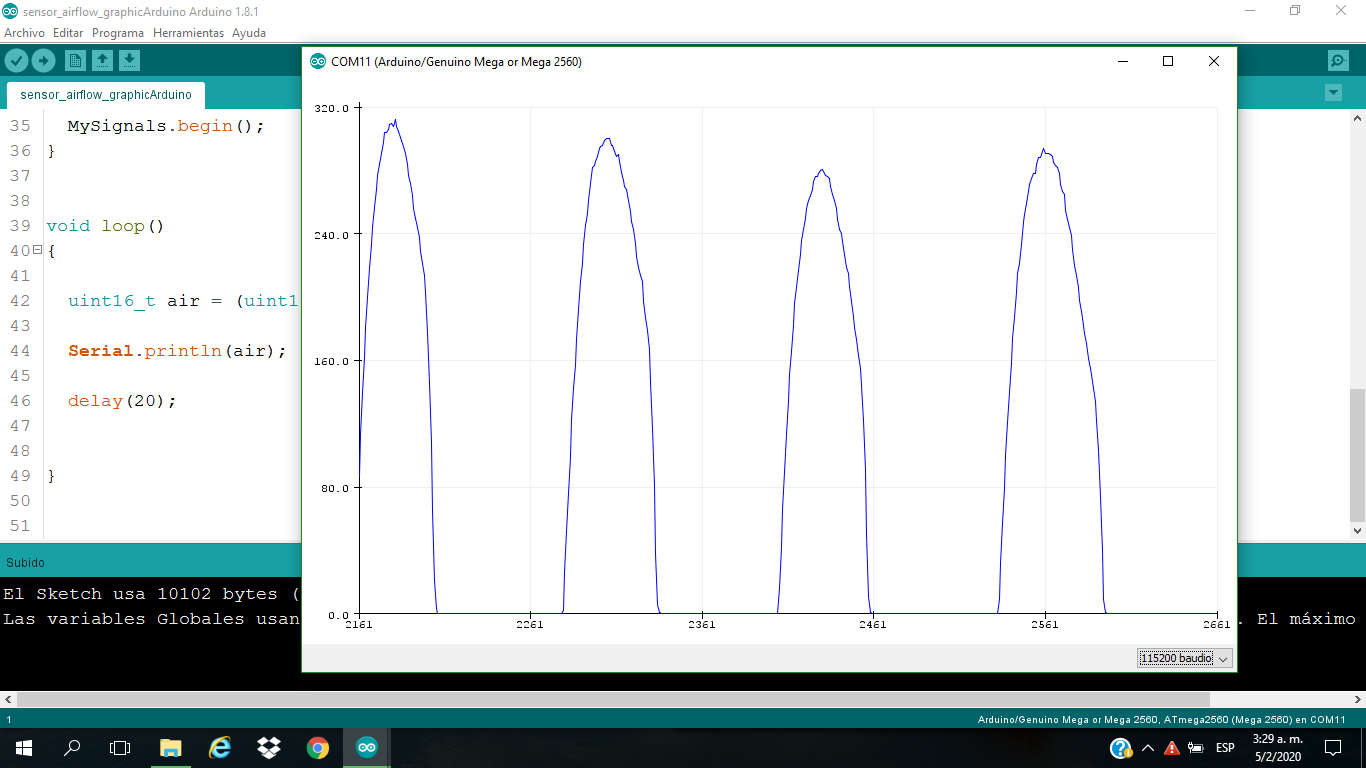 sensor_airflow_graphicArduino Arduino 1.8.1
Archivo Editar Programa Herramientas Ayuda
sensor_airflow_graphicArduino
35 MySignals.begin();
36 }
37
38
39 void loop()
40 {
41
42 uint16_t air = (uint1
43
44 Serial.println(air);
45
46 delay(20);
47
48
49 }
50
51
COM11 (Arduino/Genuino Mega or Mega 2560)
320.0
240.0
160.0
80.0
0.0
2161 2261 2361 2461 2561 2661
115200 baudio
Subido
El Sketch usa 10102 bytes (
Las variables Globales usan . El máximo
1 Arduino/Genuino Mega or Mega 2560, ATmega2560 (Mega 2560) en COM11
ESP
3:29 a. m.
5/2/2020